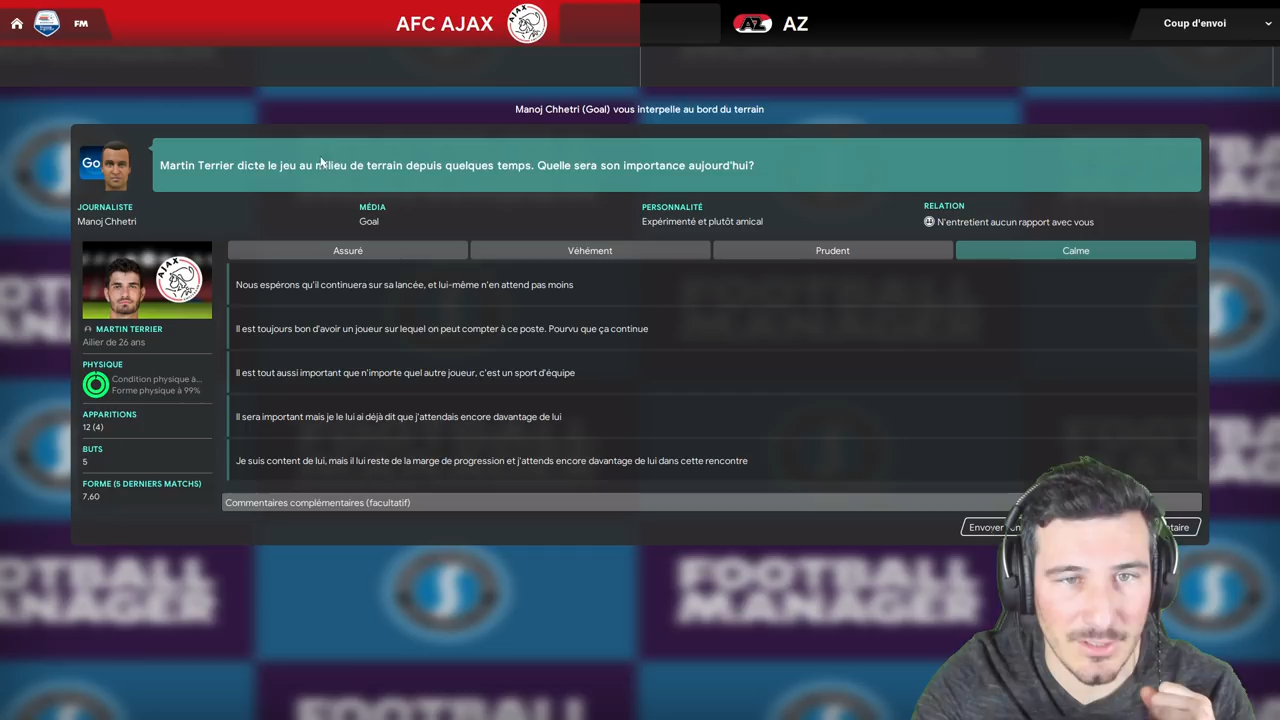 FM
AFC AJAX
AZ
AZ
Coup d'envoi
Manoj Chhetri (Goal) vous interpelle au bord du terrain
Go
Martin Terrier dicte le jeu au milieu de terrain depuis quelques temps. Quelle sera son importance aujourd'hui?
JOURNALISTE
Manoj Chhetri
MÉDIA
Goal
PERSONNALITÉ
Expérimenté et plutôt amical
RELATION
N'entretient aucun rapport avec vous
AJAX
MARTIN TERRIER
Ailier de 26 ans
PHYSIQUE
Condition physique à...
Forme physique à 99%
APPARITIONS
12 (4)
BUTS
5
FORME (5 DERNIERS MATCHS)
7.60
Assuré
Véhément
Prudent
Calme
Nous espérons qu'il continuera sur sa lancée, et lui-même n'en attend pas moins
Il est toujours bon d'avoir un joueur sur lequel on peut compter à ce poste. Pourvu que ça continue
Il est tout aussi important que n'importe quel autre joueur, c'est un sport d'équipe
Il sera important mais je le lui ai déjà dit que j'attendais encore davantage de lui
Je suis content de lui, mais il lui reste de la marge de progression et j'attends encore davantage de lui dans cette rencontre
Commentaires complémentaires (facultatif)
Envoyer
FOOTBALL
MANAGER
FOOTBALL
MANAGER